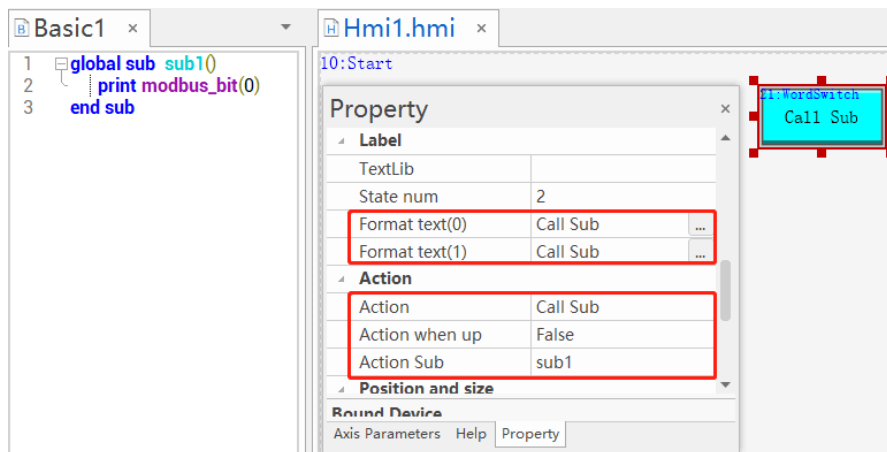 Basic1 ×
1 global sub sub1()
2 print modbus_bit(0)
3 end sub
Hmi1.hmi ×
10:Start
Property ×
Label
TextLib
State num 2
Format text(0) Call Sub ...
Format text(1) Call Sub ...
Action
Action Call Sub
Action when up False
Action Sub sub1
Position and size
Bound Device
Axis Parameters Help Property
21:WordSwitch
Call Sub